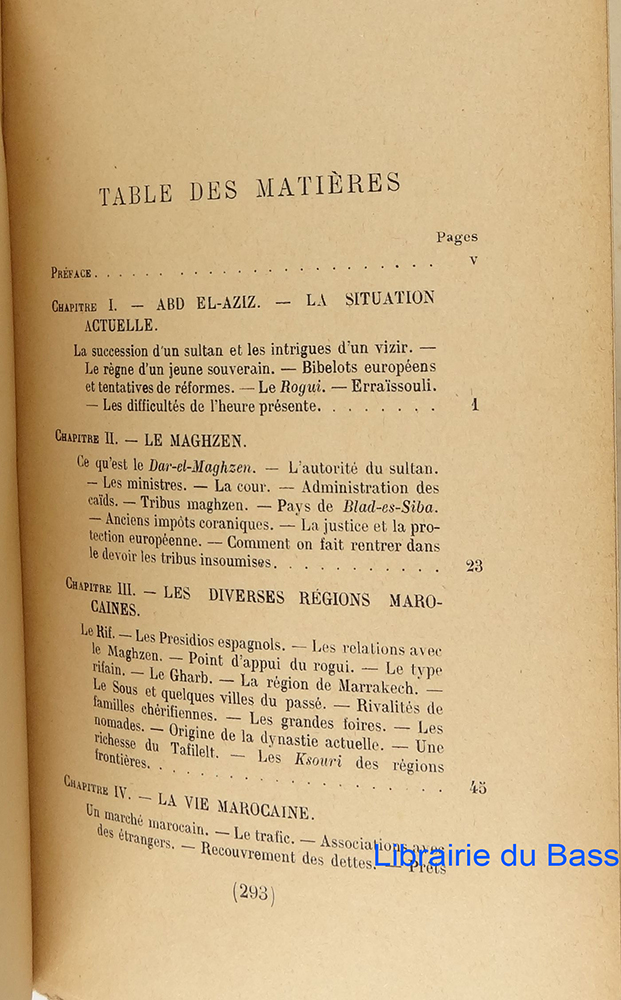 TABLE DES MATIÈRES
Pages
PRÉFACE. . . . . . . . . . . . . . . . . . . . . . . V
CHAPITRE I. — ABD EL-AZIZ. — LA SITUATION
ACTUELLE.
La succession d'un sultan et les intrigues d'un vizir. —
Le règne d'un jeune souverain. — Bibelots européens
et tentatives de réformes. — Le Rogui. — Erraïssouli.
— Les difficultés de l'heure présente. . . . . . . . 1
CHAPITRE II. — LE MAGHZEN.
Ce qu'est le Dar-el-Maghzen. — L'autorité du sultan.
— Les ministres. — La cour. — Administration des
caïds. — Tribus maghzen. — Pays de Blad-es-Siba.
— Anciens impôts coraniques. — La justice et la pro-
tection européenne. — Comment on fait rentrer dans
le devoir les tribus insoumises. . . . . . . . . . . 23
CHAPITRE III. — LES DIVERSES RÉGIONS MARO-
CAINES.
Le Rif. — Les Presidios espagnols. — Les relations avec
le Maghzen. — Point d'appui du rogui. — Le type
rifain. — Le Gharb. — La région de Marrakech. —
Le Sous et quelques villes du passé. — Rivalités de
familles chérifiennes. — Les grandes foires. — Les
nomades. — Origine de la dynastie actuelle. — Une
richesse du Tafilelt. — Les Ksouri des régions
frontières. . . . . . . . . . . . . . . . . . . 45
CHAPITRE IV. — LA VIE MAROCAINE.
Un marché marocain. — Le trafic. — Associations avec
des étrangers. — Recouvrement des dettes. — Prêts
Librairie du Bass
(293)